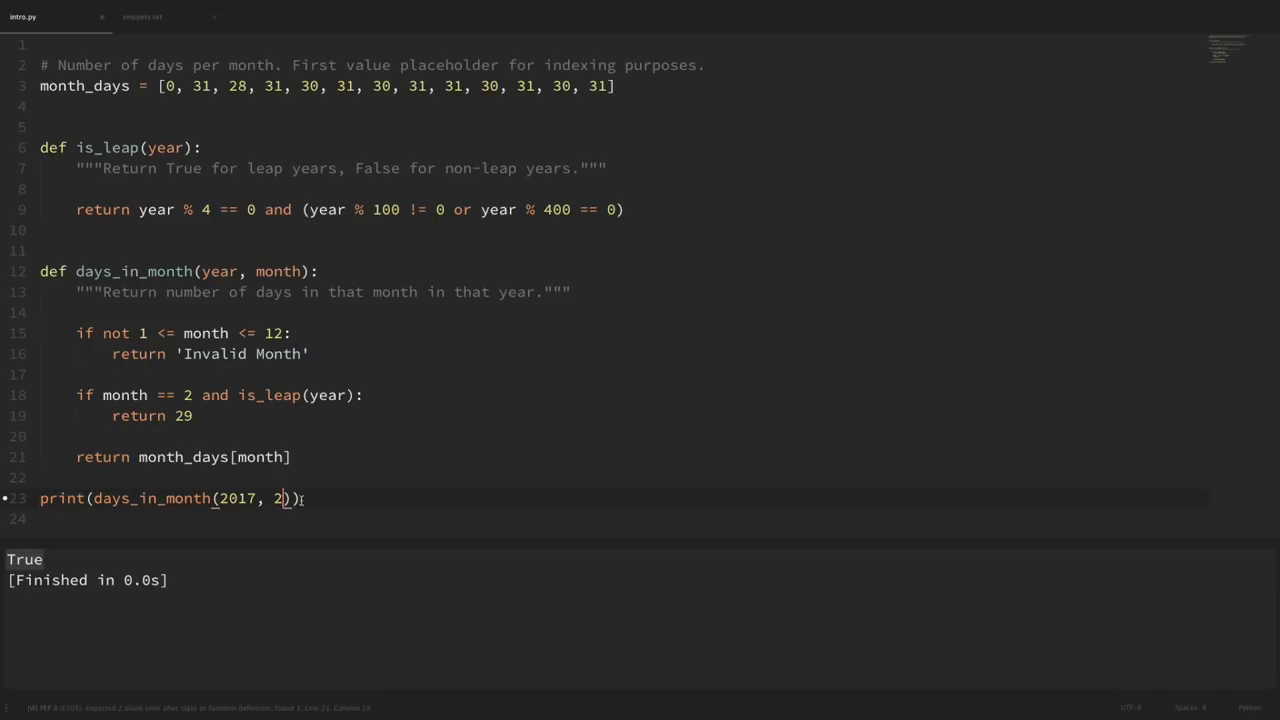 intro.py × snippets.txt ×
1
2 # Number of days per month. First value placeholder for indexing purposes.
3 month_days = [0, 31, 28, 31, 30, 31, 30, 31, 31, 30, 31, 30, 31]
4
5
6 def is_leap(year):
7 """Return True for leap years, False for non-leap years."""
8
9 return year % 4 == 0 and (year % 100 != 0 or year % 400 == 0)
10
11
12 def days_in_month(year, month):
13 """Return number of days in that month in that year."""
14
15 if not 1 <= month <= 12:
16 return 'Invalid Month'
17
18 if month == 2 and is_leap(year):
19 return 29
20
21 return month_days[month]
22
23 print(days_in_month(2017, 2))
24
True
[Finished in 0.0s]
[W] PEP 8 (E305): expected 2 blank lines after class or function definition, found 1, Line 23, Column 28
UTF-8 Spaces: 4 Python